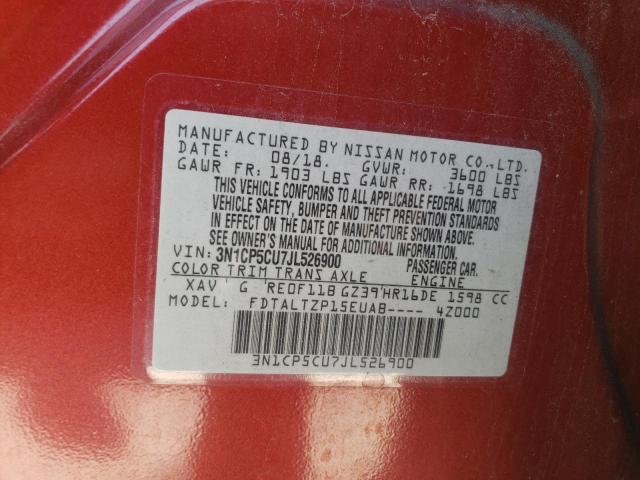 MANUFACTURED BY NISSAN MOTOR CO.,LTD.
DATE: 08/18. GVWR: 3600 LBS
GAWR FR: 1903 LBS GAWR RR: 1698 LBS
THIS VEHICLE CONFORMS TO ALL APPLICABLE FEDERAL MOTOR
VEHICLE SAFETY, BUMPER AND THEFT PREVENTION STANDARDS
IN EFFECT ON THE DATE OF MANUFACTURE SHOWN ABOVE.
SEE OWNER'S MANUAL FOR ADDITIONAL INFORMATION.
VIN: 3N1CP5CU7JL526900 PASSENGER CAR.
COLOR TRIM TRANS AXLE ENGINE
XAV G RE0F11B GZ39 HR16DE 1598 CC
MODEL: FDTALTZP15EUAB---- 4Z000
3N1CP5CU7JL526900